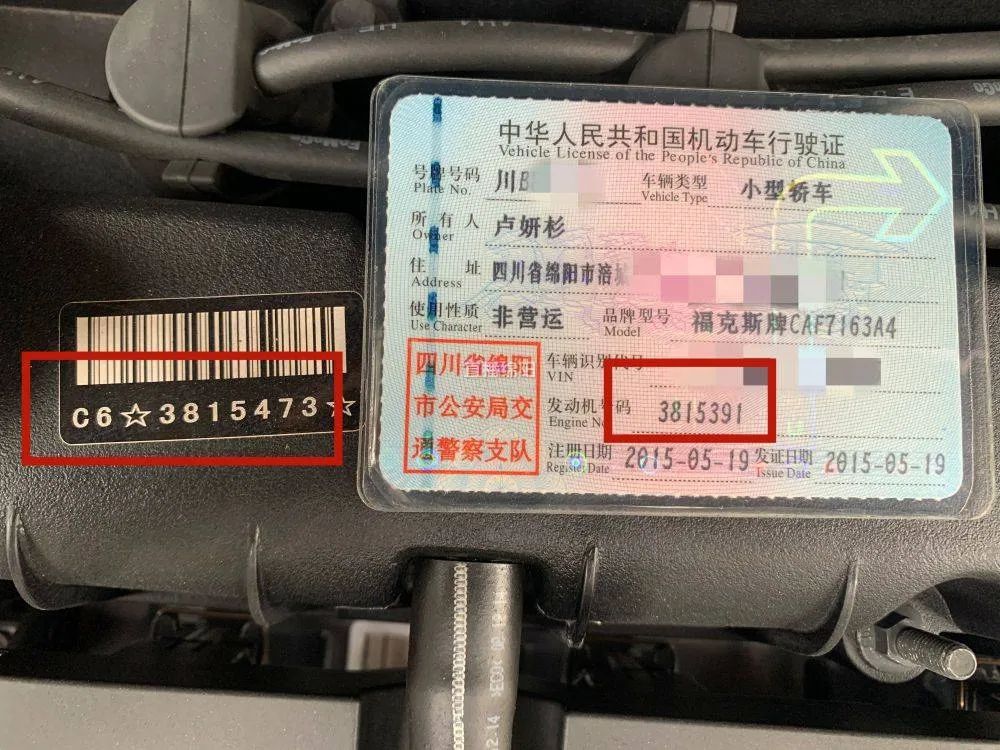 中华人民共和国机动车行驶证
Vehicle License of the People's Republic of China
号牌号码 川B 车辆类型 小型轿车
Plate No. Vehicle Type
所有人 卢妍杉
Owner
住址 四川省绵阳市涪城
Address
使用性质 非营运 品牌型号 福克斯牌CAF7163A4
Use Character Model
四川省绵阳
市公安局交
通警察支队
车辆识别代号
VIN
发动机号码 3815391
Engine No.
注册日期 2015-05-19 发证日期 2015-05-19
Register Date Issue Date
C6☆3815473☆